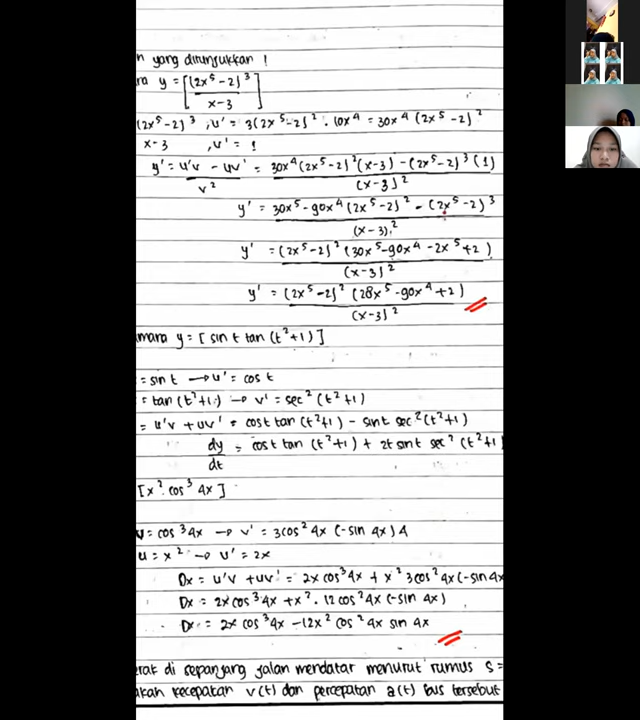 n yang ditunjukkan !
ra y = [(2x⁵-2)³ / x-3]
(2x⁵-2)³ , u' = 3(2x⁵-2)² . 10x⁴ = 30x⁴ (2x⁵-2)²
x-3 , v' = 1
y' = u'v - uv' / v² = 30x⁴(2x⁵-2)²(x-3) - (2x⁵-2)³ (1) / (x-3)²
y' = 30x⁵-90x⁴ (2x⁵-2)² - (2x⁵-2)³ / (x-3)²
y' = (2x⁵-2)² (30x⁵-90x⁴-2x⁵+2) / (x-3)²
y' = (2x⁵-2)² (28x⁵-90x⁴+2) / (x-3)²
mana y = [ sin t tan (t²+1) ]
= sin t → u' = cos t
= tan (t²+1) → v' = sec² (t²+1)
= u'v + uv' = cos t tan (t²+1) - sin t sec² (t²+1)
dy/dt = cos t tan (t²+1) + 2t sin t sec² (t²+1
[x² cos³ 4x]
v = cos³ 4x → v' = 3cos² 4x (-sin 4x) 4
u = x² → u' = 2x
Dx = u'v + uv' = 2x cos³ 4x + x² 3cos² 4x (-sin 4x
Dx = 2x cos³ 4x + x² . 12 cos² 4x (-sin 4x)
Dx = 2x cos³ 4x - 12x² cos² 4x sin 4x
erak di sepanjang jalan mendatar menurut rumus s =
akan kecepatan v(t) dan percepatan a(t) bus tersebut